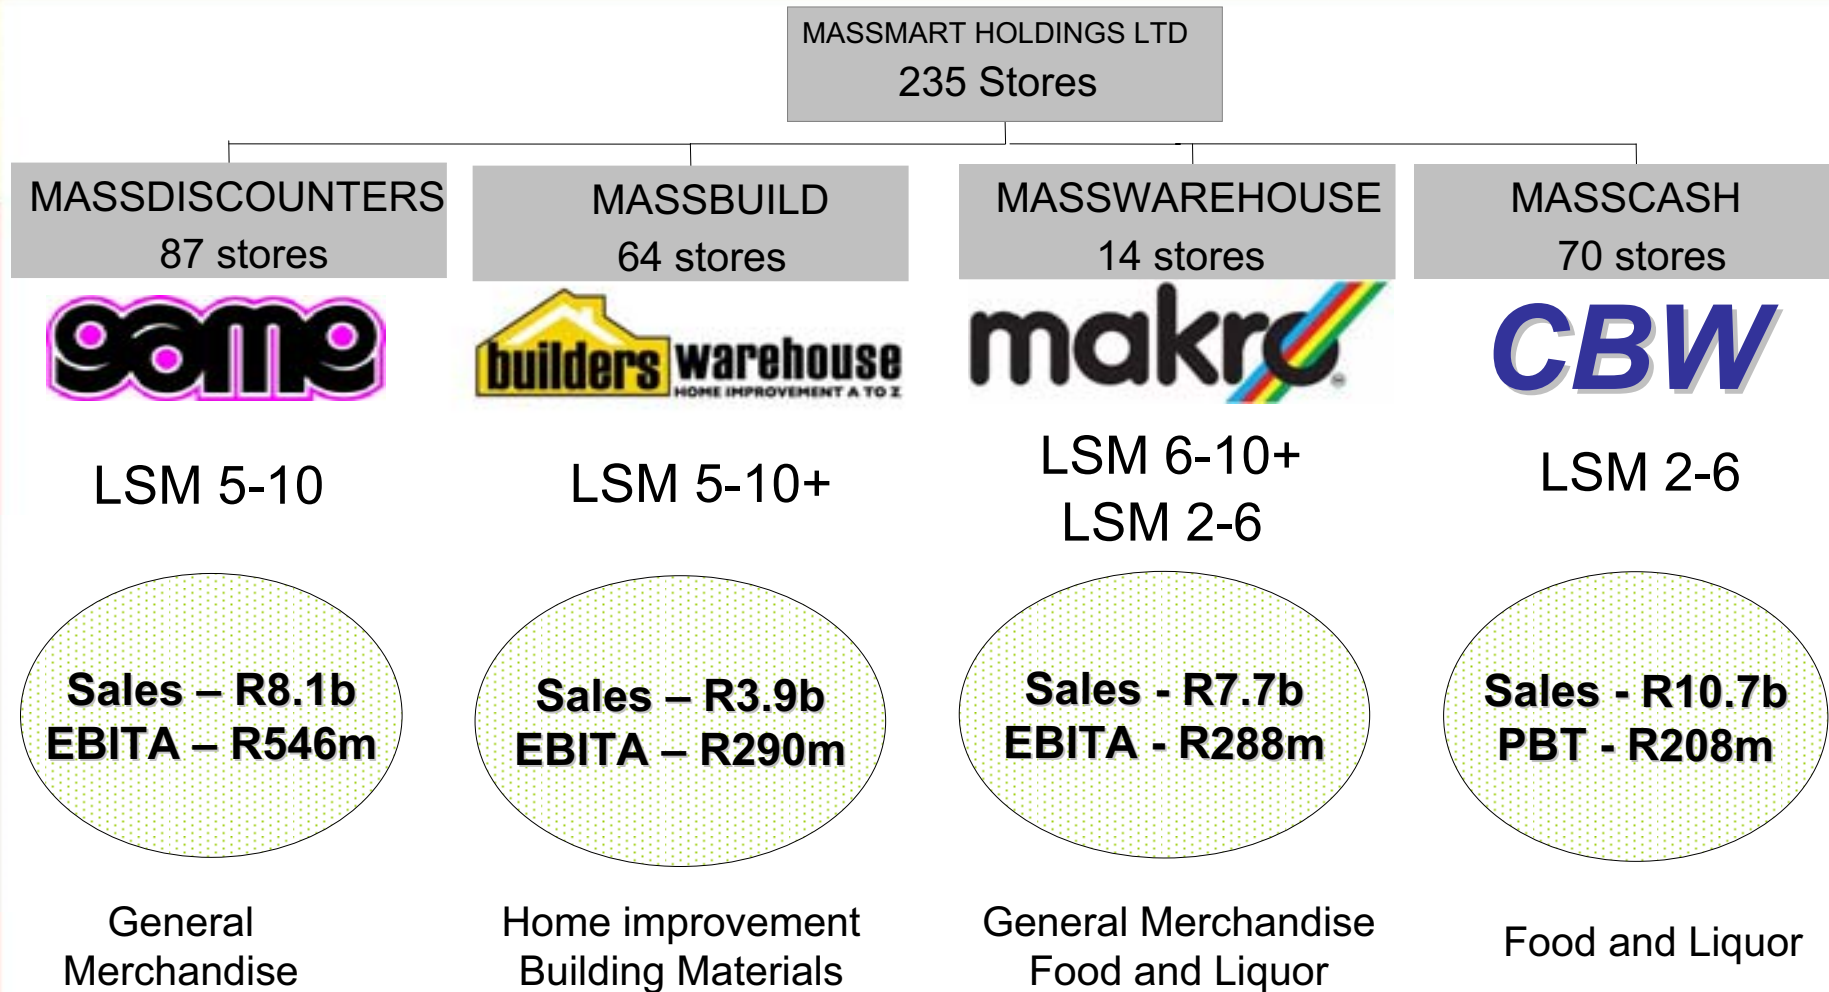 MASSMART HOLDINGS LTD
235 Stores
MASSDISCOUNTERS
87 stores
game
LSM 5-10
Sales – R8.1b
EBITA – R546m
General
Merchandise
MASSBUILD
64 stores
builders warehouse
HOME IMPROVEMENT A TO Z
LSM 5-10+
Sales – R3.9b
EBITA – R290m
Home improvement
Building Materials
MASSWAREHOUSE
14 stores
makro
LSM 6-10+
LSM 2-6
Sales - R7.7b
EBITA - R288m
General Merchandise
Food and Liquor
MASSCASH
70 stores
CBW
LSM 2-6
Sales - R10.7b
PBT - R208m
Food and Liquor